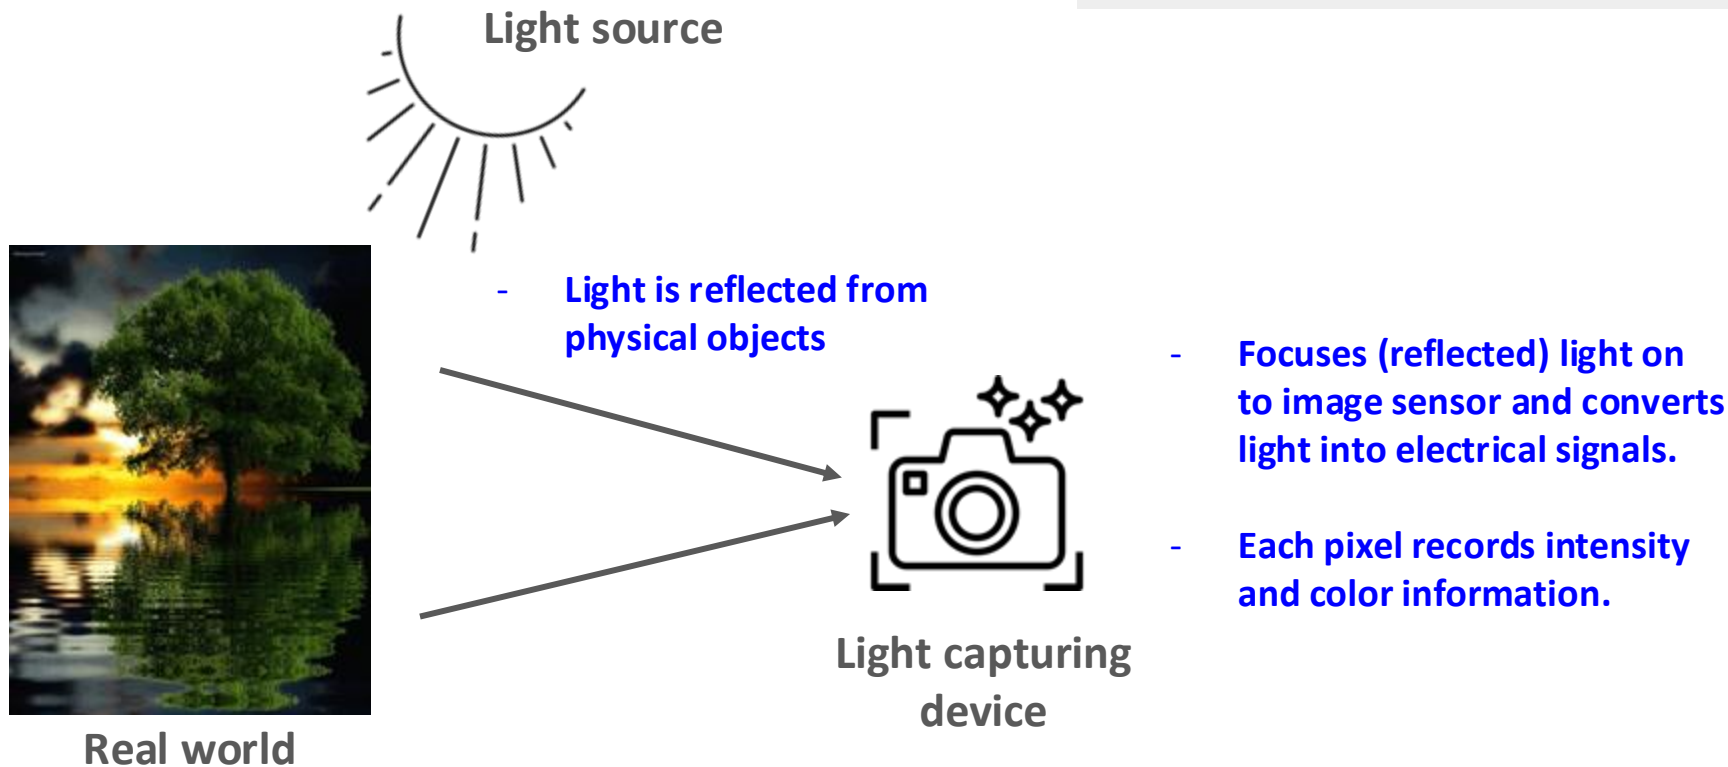 Light source
- Light is reflected from
physical objects
- Focuses (reflected) light on
to image sensor and converts
light into electrical signals.
- Each pixel records intensity
and color information.
Light capturing
device
Real world